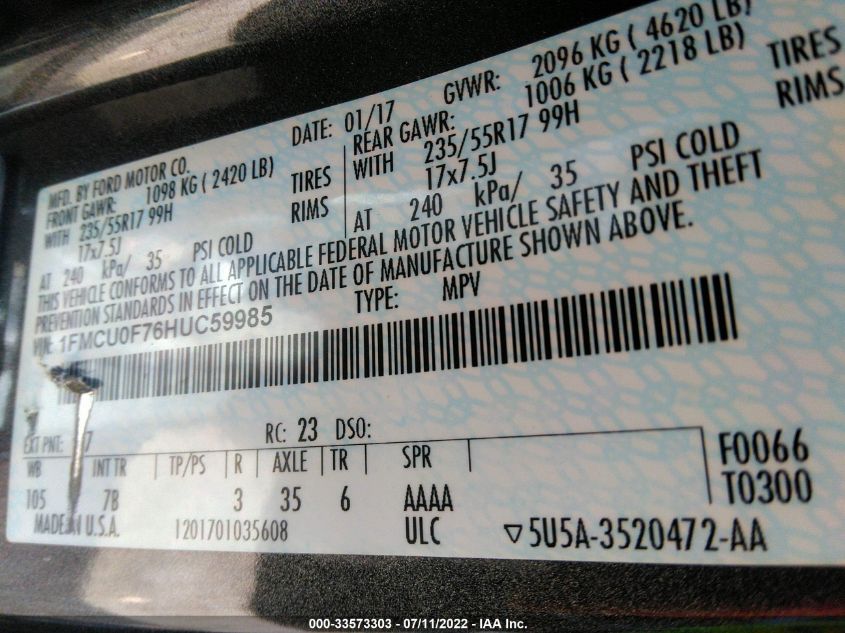 MFD. BY FORD MOTOR CO.
DATE: 01/17 GVWR: 2096 KG ( 4620 LB)
FRONT GAWR: 1098 KG ( 2420 LB)
REAR GAWR: 1006 KG ( 2218 LB)
WITH 235/55R17 99H TIRES
WITH 235/55R17 99H TIRES
17x7.5J RIMS
17x7.5J RIMS
AT 240 kPa/ 35 PSI COLD
AT 240 kPa/ 35 PSI COLD
THIS VEHICLE CONFORMS TO ALL APPLICABLE FEDERAL MOTOR VEHICLE SAFETY AND THEFT
PREVENTION STANDARDS IN EFFECT ON THE DATE OF MANUFACTURE SHOWN ABOVE.
VIN: 1FMCU0F76HUC59985
TYPE: MPV
EXT PNT: RC: 23 DSO:
WB INT TR TP/PS R AXLE TR SPR
105 7B 3 35 6 AAAA
F0066
T0300
MADE IN U.S.A. 1201701035608 ULC ▽5U5A-3520472-AA
000-33573303 - 07/11/2022 - IAA Inc.